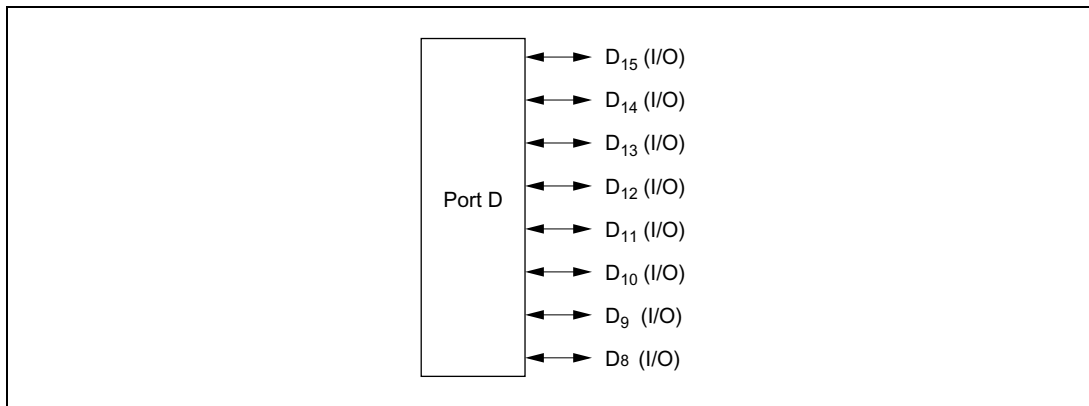 D15 (I/O)
D14 (I/O)
D13 (I/O)
D12 (I/O)
Port D
D11 (I/O)
D10 (I/O)
D9 (I/O)
D8 (I/O)